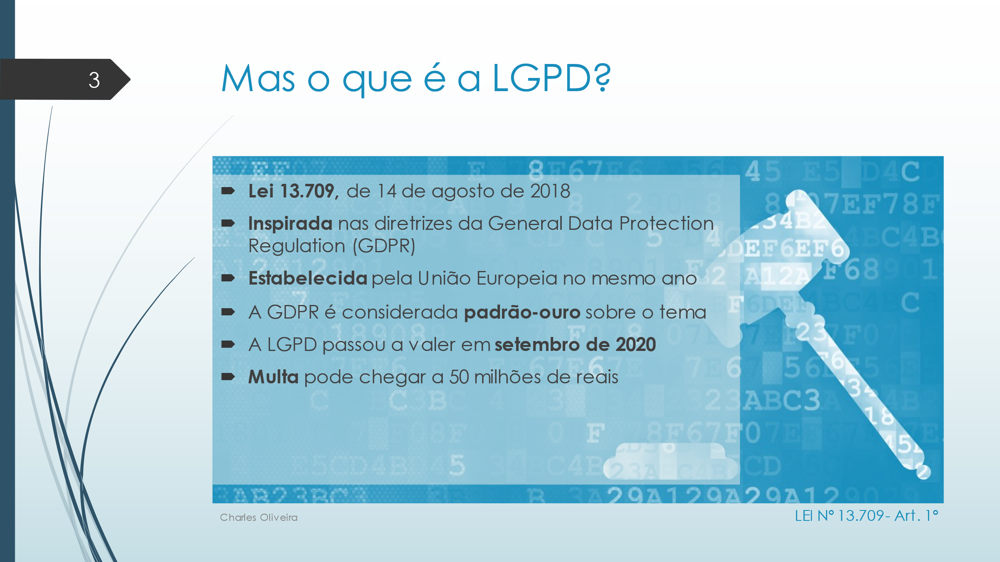 3
Mas o que é a LGPD?
Lei 13.709, de 14 de agosto de 2018
Inspirada nas diretrizes da General Data Protection
Regulation (GDPR)
Estabelecida pela União Europeia no mesmo ano
A GDPR é considerada padrão-ouro sobre o tema
A LGPD passou a valer em setembro de 2020
Multa pode chegar a 50 milhões de reais
Charles Oliveira
LEI Nº 13.709- Art. 1º